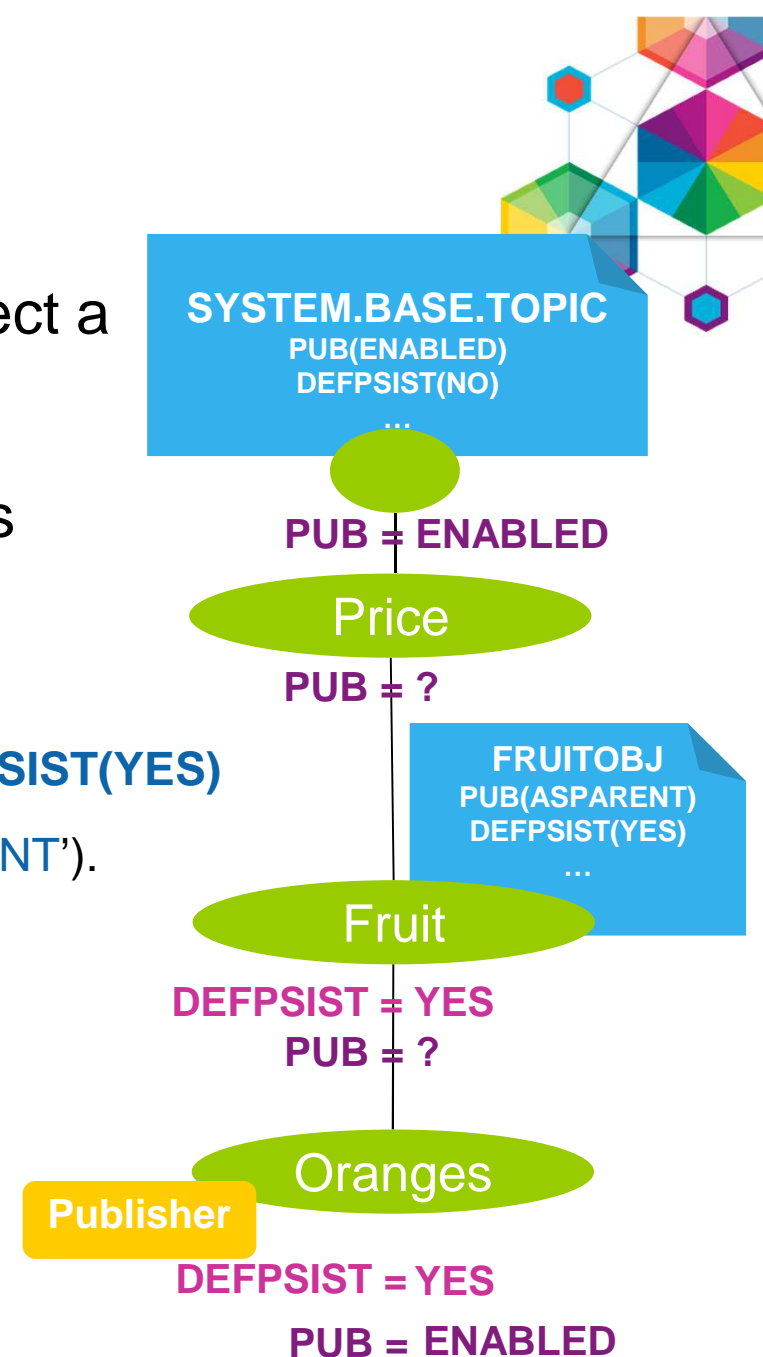 ect a
SYSTEM.BASE.TOPIC
PUB(ENABLED)
DEFPSIST(NO)
…
s
PUB = ENABLED
Price
PUB = ?
SIST(YES)
FRUITOBJ
PUB(ASPARENT)
DEFPSIST(YES)
…
NT’).
Fruit
DEFPSIST = YES
PUB = ?
Oranges
Publisher
DEFPSIST = YES
PUB = ENABLED